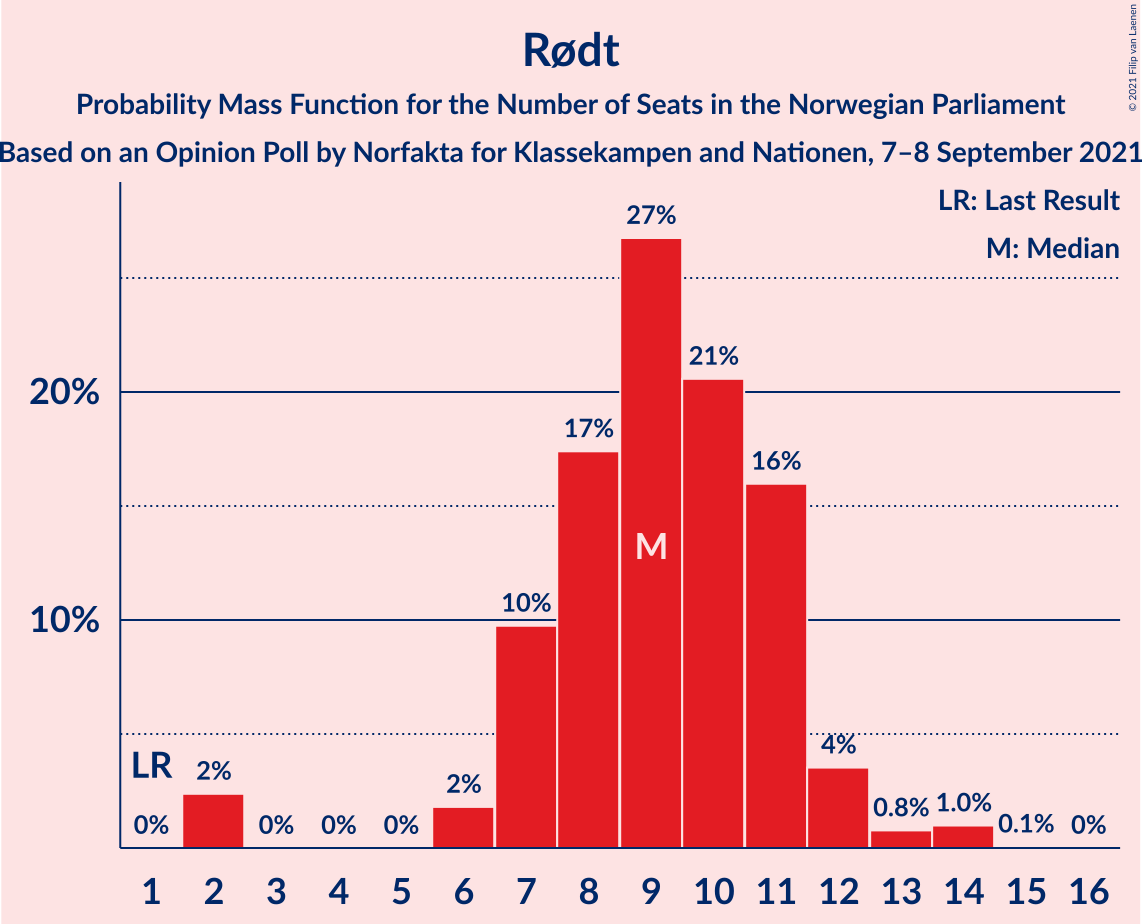 Rødt
Probability Mass Function for the Number of Seats in the Norwegian Parliament
Based on an Opinion Poll by Norfakta for Klassekampen and Nationen, 7–8 September 2021
© 2021 Filip van Laenen
LR: Last Result
M: Median
27%
21%
20%
17%
16%
M
10%
10%
4%
LR
2%
2%
0.8%
1.0%
0%
0%
0%
0%
0.1%
0%
1 2 3 4 5 6 7 8 9 10 11 12 13 14 15 16